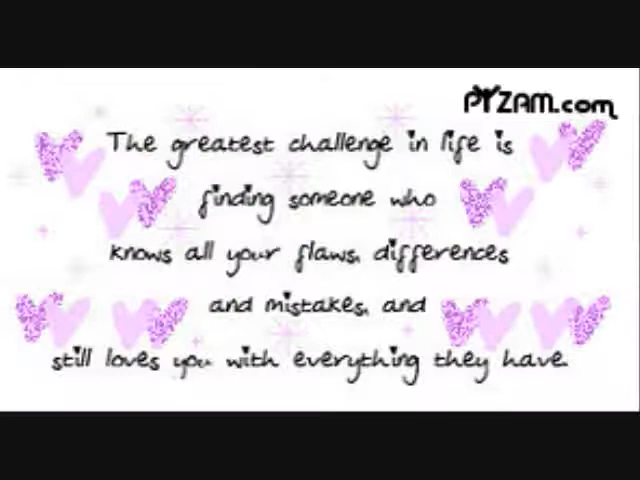 PYZAM.com
The greatest challenge in life is
finding someone who
knows all your flaws, differences
and mistakes, and
still loves you with everything they have.